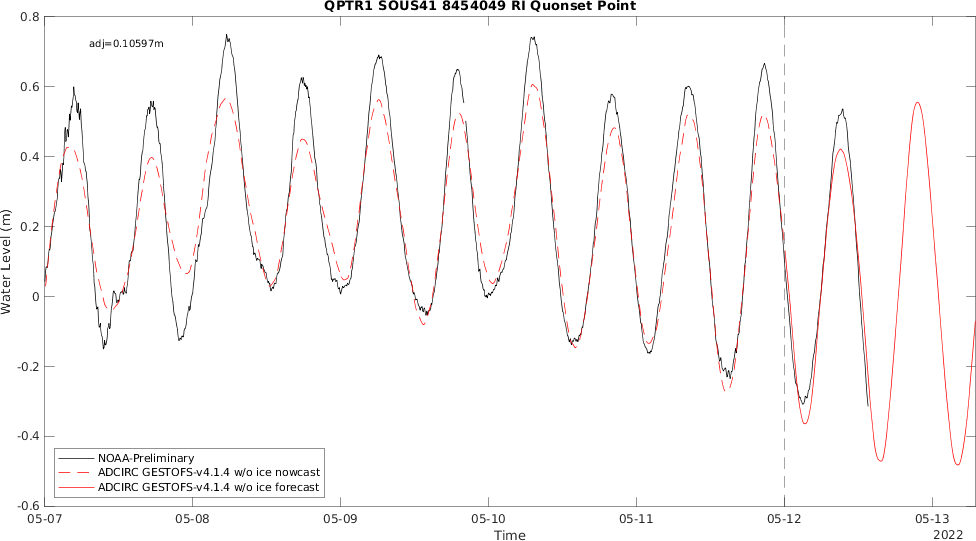 QPTR1 SOUS41 8454049 RI Quonset Point
adj=0.10597m
0.8
0.6
0.4
0.2
0
-0.2
-0.4
-0.6
Water Level (m)
NOAA-Preliminary
ADCIRC GESTOFS-v4.1.4 w/o ice nowcast
ADCIRC GESTOFS-v4.1.4 w/o ice forecast
05-07
05-08
05-09
05-10
05-11
05-12
05-13
Time
2022